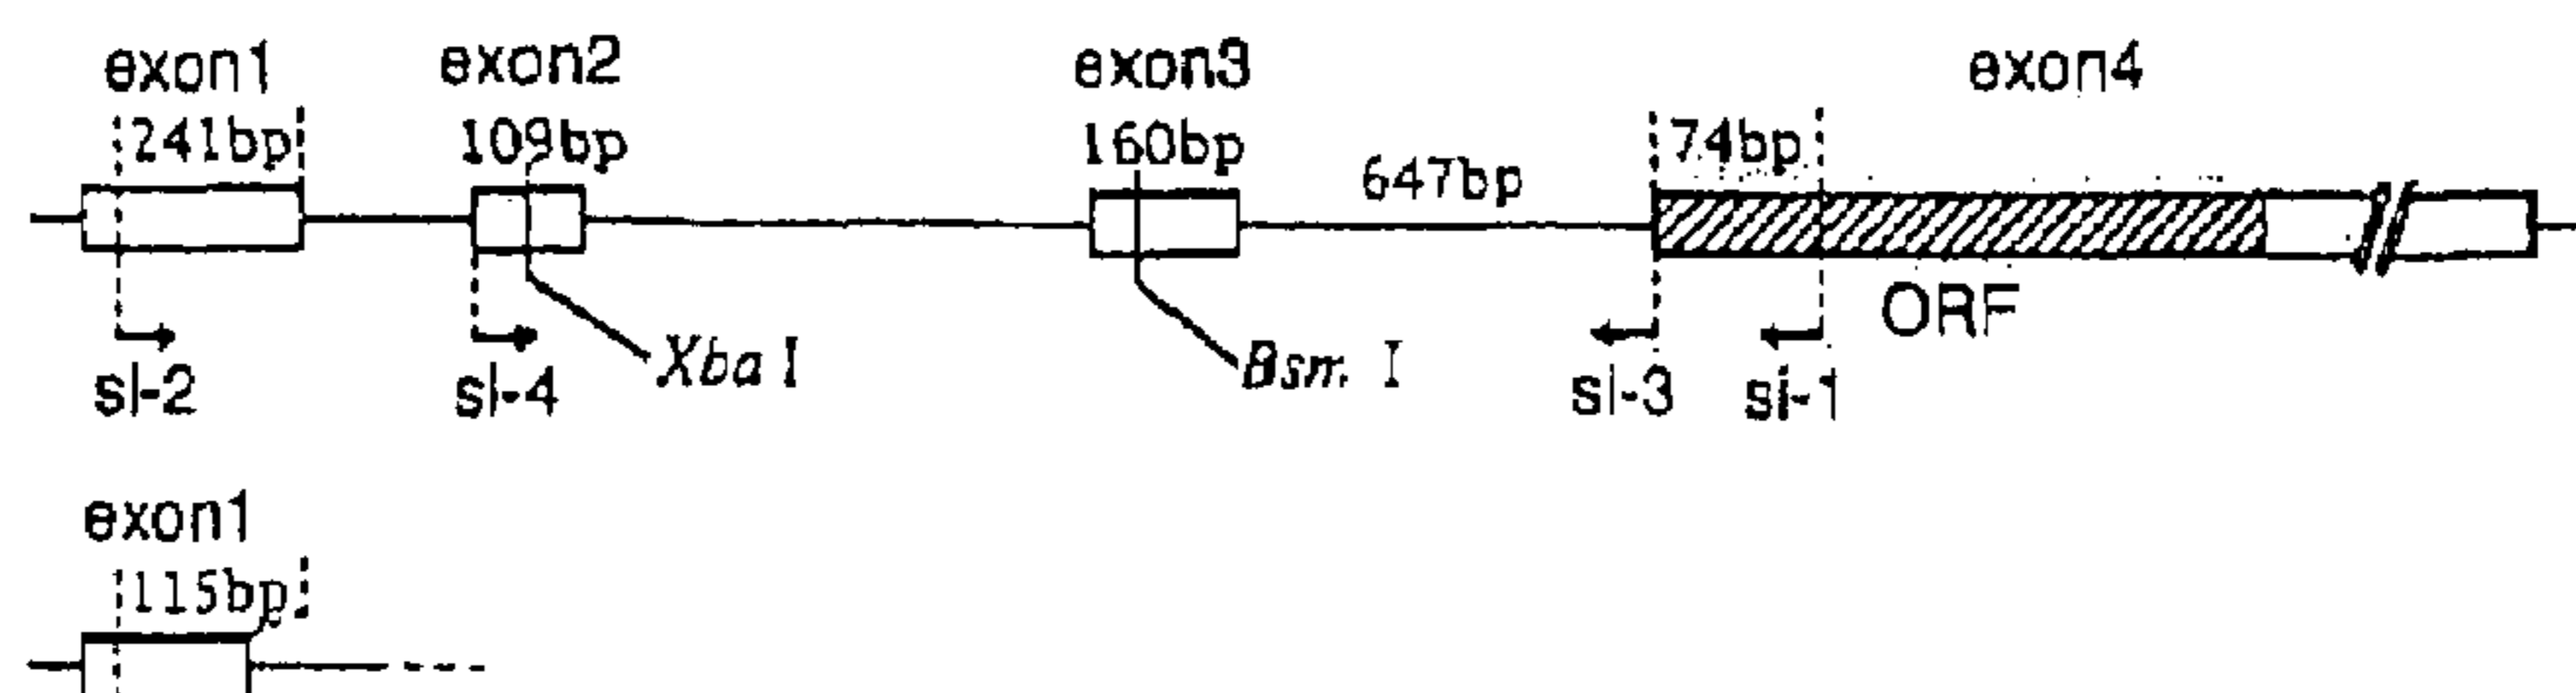 exon1 exon2 exon3 exon4
241bp 109bp 160bp 647bp 74bp
ORF
Xba I Bsm I
sl-2 sl-4 sl-3 sl-1
exon1
115bp